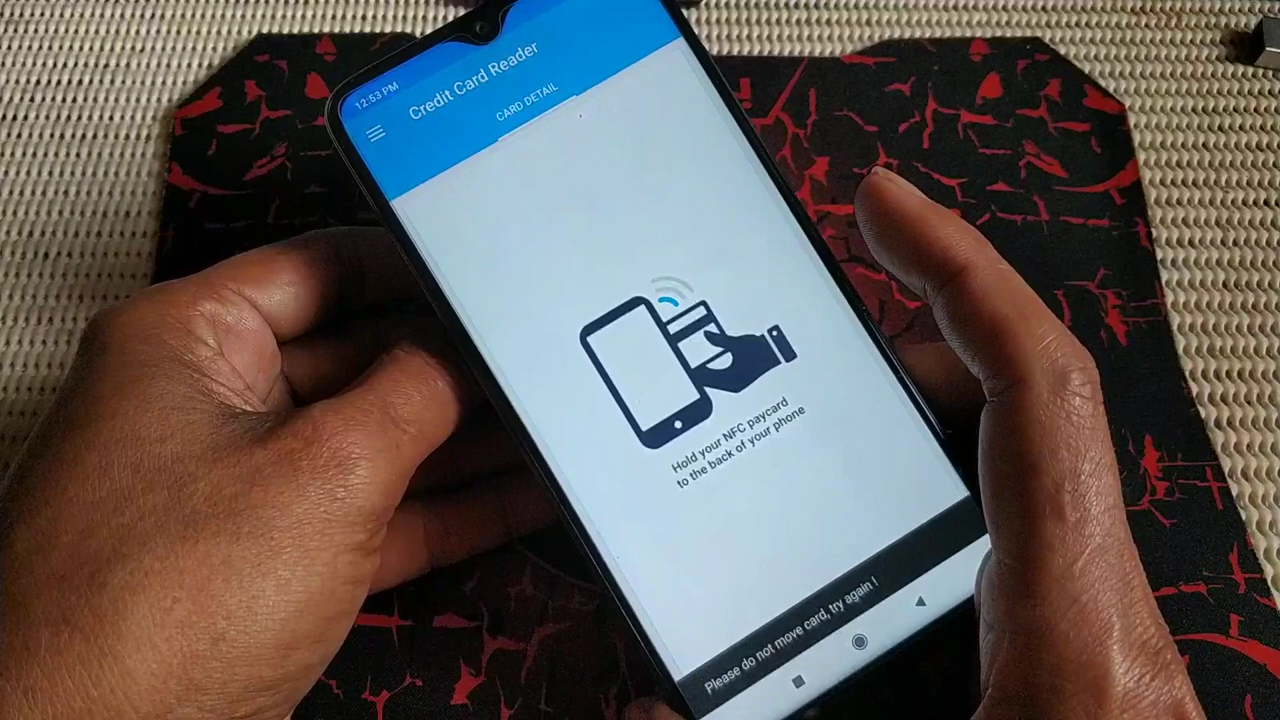 12:53 PM
Credit Card Reader
CARD DETAIL
Hold your NFC paycard
to the back of your phone
Please do not move card, try again !